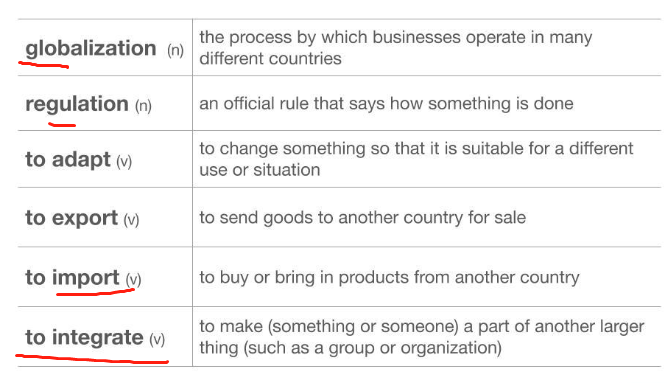 globalization (n)
the process by which businesses operate in many
different countries
regulation (n)
an official rule that says how something is done
to adapt (v)
to change something so that it is suitable for a different
use or situation
to export (v)
to send goods to another country for sale
to import (v)
to buy or bring in products from another country
to integrate (v)
to make (something or someone) a part of another larger
thing (such as a group or organization)